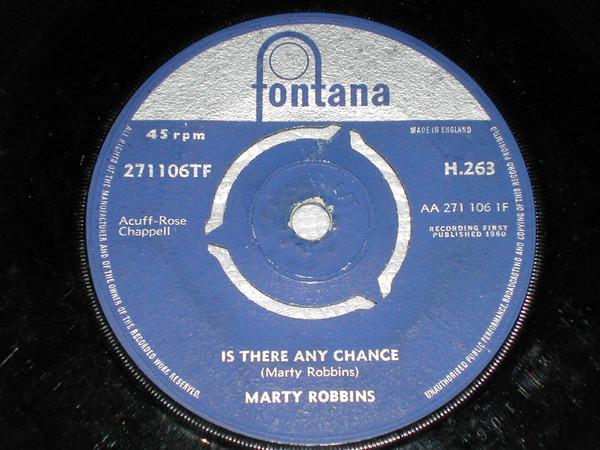 fontana
45 rpm
MADE IN ENGLAND
271106TF
H.263
AA 271 106 1F
Acuff-Rose
Chappell
RECORDING FIRST
PUBLISHED 1960
IS THERE ANY CHANCE
(Marty Robbins)
MARTY ROBBINS
ALL RIGHTS OF THE MANUFACTURER AND OF THE OWNER OF THE RECORDED WORK RESERVED.
UNAUTHORISED PUBLIC PERFORMANCE, BROADCASTING AND COPYING OF THIS RECORD PROHIBITED